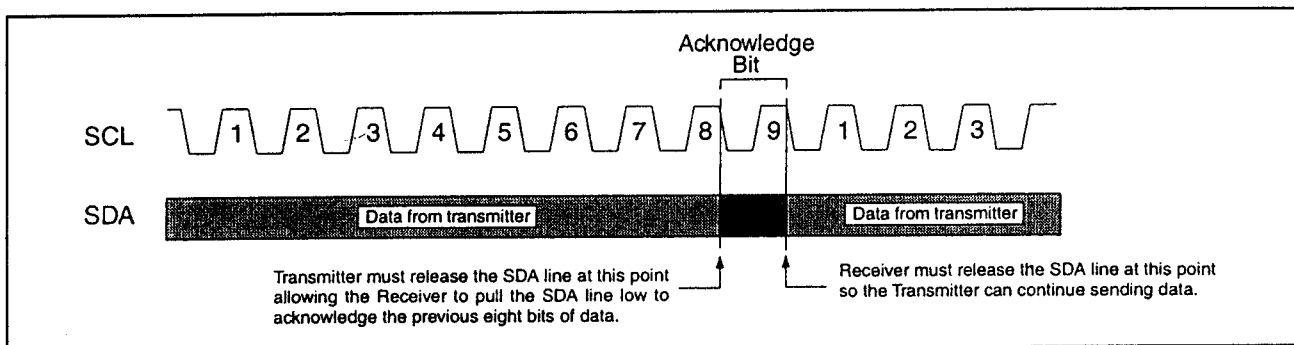 Acknowledge
Bit
SCL 1 2 3 4 5 6 7 8 9 1 2 3
SDA Data from transmitter Data from transmitter
Transmitter must release the SDA line at this point
allowing the Receiver to pull the SDA line low to
acknowledge the previous eight bits of data.
Receiver must release the SDA line at this point
so the Transmitter can continue sending data.